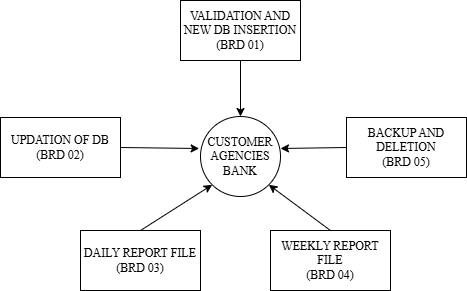 VALIDATION AND
NEW DB INSERTION
(BRD 01)
UPDATION OF DB
(BRD 02)
CUSTOMER
AGENCIES
BANK
BACKUP AND
DELETION
(BRD 05)
DAILY REPORT FILE
(BRD 03)
WEEKLY REPORT
FILE
(BRD 04)